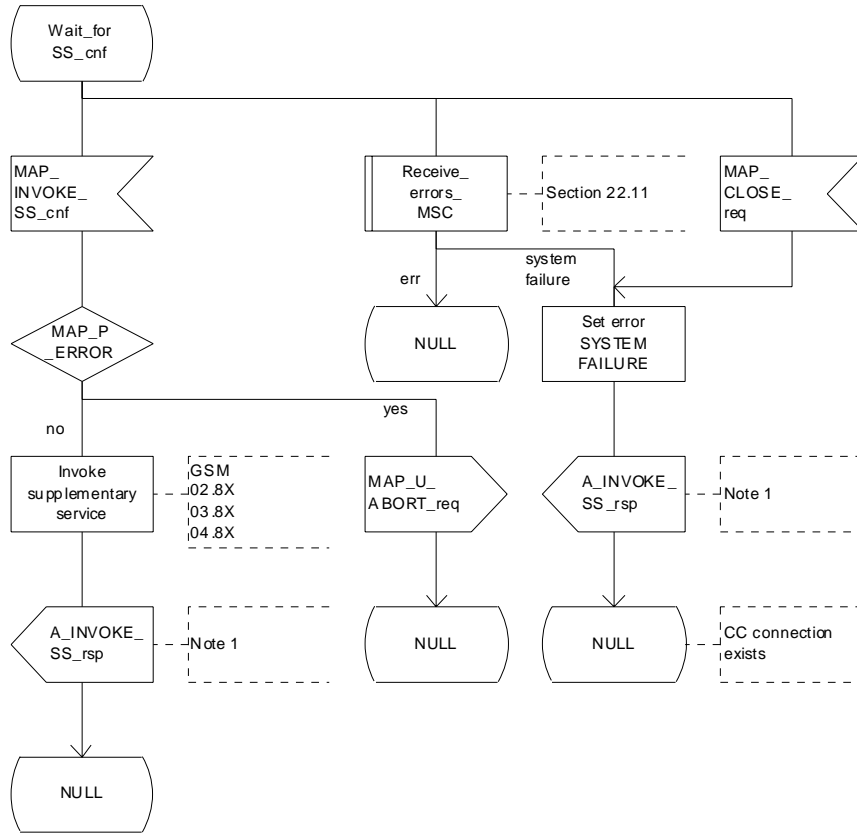 Wait_for
SS_cnf
MAP_
INVOKE_
SS_cnf
Receive_
errors_
MSC
Section 22.11
MAP_
CLOSE_
req
err
system
failure
MAP_P
_ERROR
NULL
Set error
SYSTEM
FAILURE
no
yes
Invoke
supplementary
service
GSM
02.8X
03.8X
04.8X
MAP_U_
ABORT_req
A_INVOKE_
SS_rsp
Note 1
A_INVOKE_
SS_rsp
Note 1
NULL
NULL
CC connection
exists
NULL